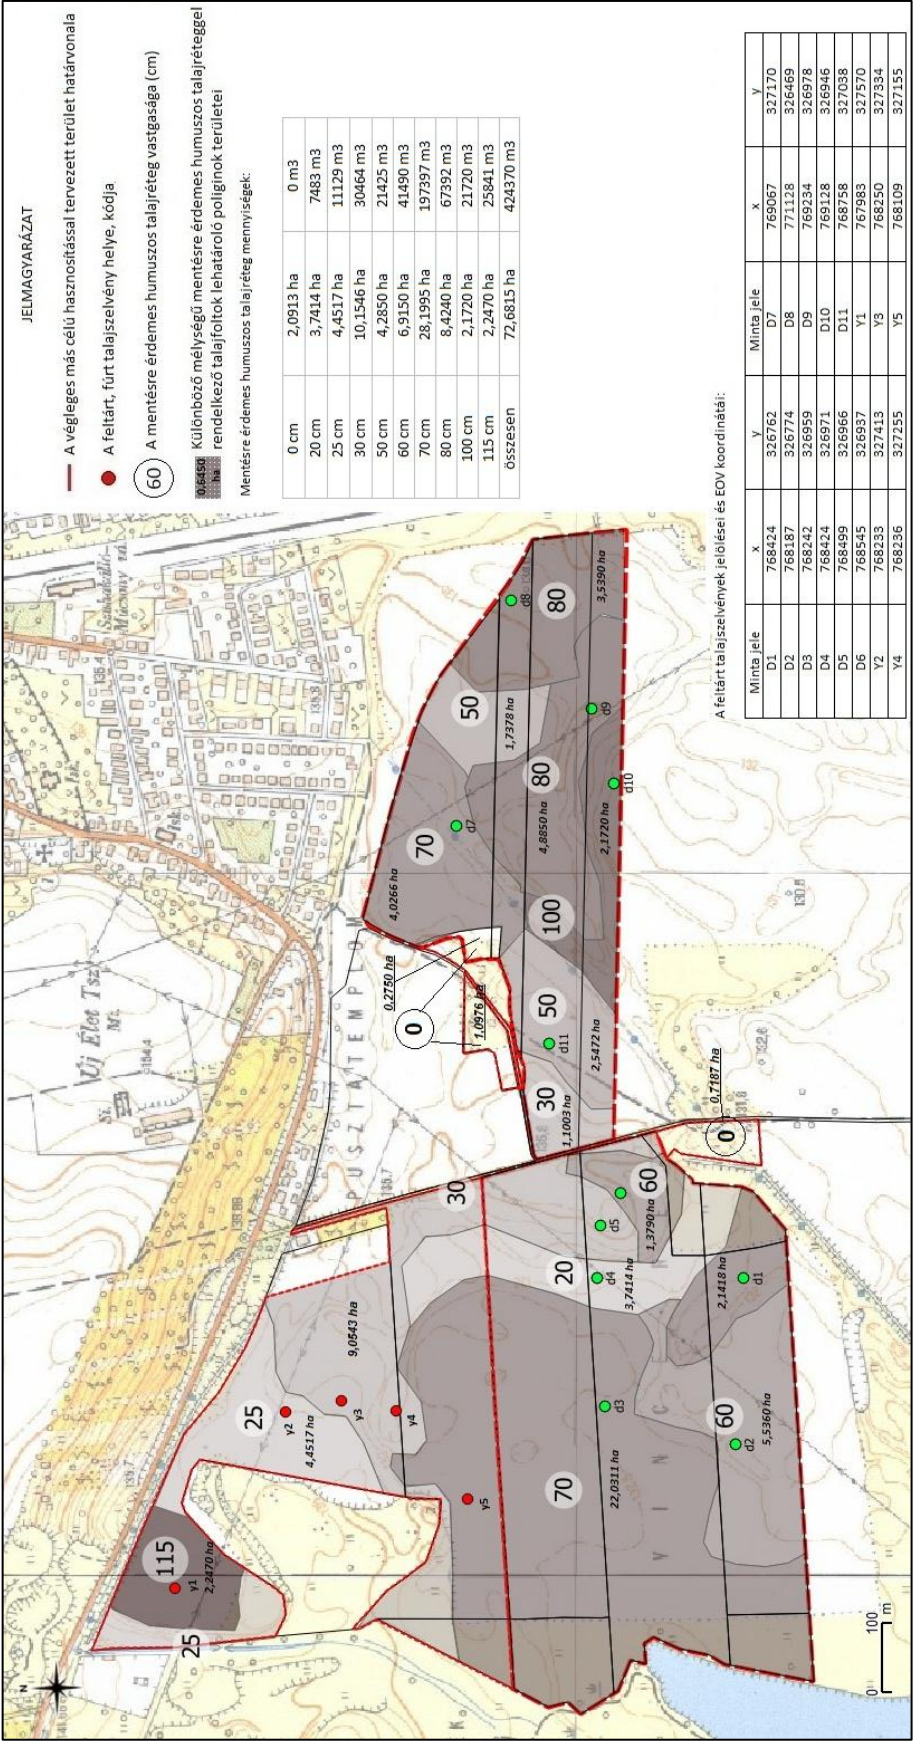 JELMAGYARÁZAT
A végleges más célú hasznosítással tervezett terület határvonala
A feltárt, fúrt talajszelvény helye, kódja
60 A mentésre érdemes humuszos talajréteg vastgasága (cm)
0.6450 ha Különböző mélységű mentésre érdemes humuszos talajréteggel
rendelkező talajfoltok lehatároló poliginok területei
Mentésre érdemes humuszos talajréteg mennyiségek:
0 cm 2,0913 ha 0 m3
20 cm 3,7414 ha 7483 m3
25 cm 4,4517 ha 11129 m3
30 cm 10,1546 ha 30464 m3
50 cm 4,2850 ha 21425 m3
60 cm 6,9150 ha 41490 m3
70 cm 28,1995 ha 197397 m3
80 cm 8,4240 ha 67392 m3
100 cm 2,1720 ha 21720 m3
115 cm 2,2470 ha 25841 m3
összesen 72,6815 ha 424370 m3
A feltárt talajszelvények jelölései és EOV koordinátái:
Minta jele x y Minta jele x y
D1 768424 326762 D7 769067 327170
D2 768187 326774 D8 771128 326469
D3 768242 326959 D9 769234 326978
D4 768424 326971 D10 769128 326946
D5 768499 326966 D11 768758 327038
D6 768545 326937 Y1 767983 327570
Y2 768233 327413 Y3 768250 327334
Y4 768236 327255 Y5 768109 327155
N
Új Élet Tsz
M.
PUSZTATEMPLOM
V I N C
115
y1
2,2470 ha
25
25
y2
4,4517 ha
y3
9,0543 ha
y4
y5
30
70
22,0311 ha
d3
20
d4
3,7414 ha
d5
60
1,3790 ha
60
d2
5,5360 ha
2,1418 ha
d1
0
0,7187 ha
30
1,1003 ha
50
d11
2,5472 ha
0
0,2750 ha
1,0976 ha
100
70
4,0266 ha
d7
50
1,7378 ha
80
4,8850 ha
2,1720 ha
d10
d9
d8
80
3,5390 ha
0 100
m